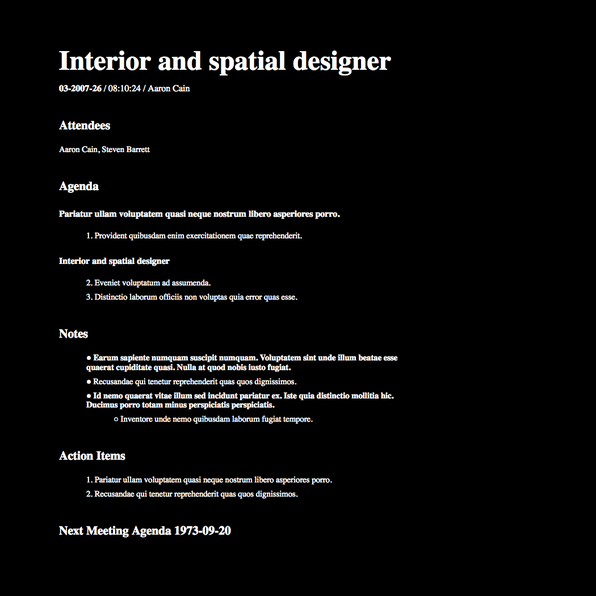 Interior and spatial designer
03-2007-26 / 08:10:24 / Aaron Cain
Attendees
Aaron Cain, Steven Barrett
Agenda
Pariatur ullam voluptatem quasi neque nostrum libero asperiores porro.
1. Provident quibusdam enim exercitationem quae reprehenderit.
Interior and spatial designer
2. Eveniet voluptatum ad assumenda.
3. Distinctio laborum officiis non voluptas quia error quas esse.
Notes
● Earum sapiente numquam suscipit numquam. Voluptatem sint unde illum beatae esse
quaerat cupiditate quasi. Nulla at quod nobis iusto fugiat.
● Recusandae qui tenetur reprehenderit quas quos dignissimos.
● Id nemo quaerat vitae illum sed incidunt pariatur ex. Iste quia distinctio mollitia hic.
Ducimus porro totam minus perspiciatis perspiciatis.
○ Inventore unde nemo quibusdam laborum fugiat tempore.
Action Items
1. Pariatur ullam voluptatem quasi neque nostrum libero asperiores porro.
2. Recusandae qui tenetur reprehenderit quas quos dignissimos.
Next Meeting Agenda 1973-09-20